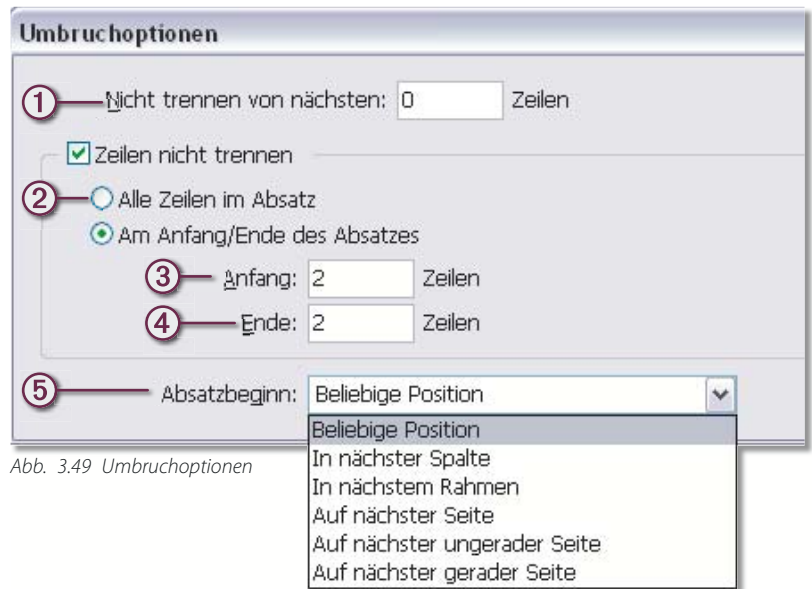 Umbruchoptionen
1 Nicht trennen von nächsten: 0 Zeilen
Zeilen nicht trennen
2 Alle Zeilen im Absatz
Am Anfang/Ende des Absatzes
3 Anfang: 2 Zeilen
4 Ende: 2 Zeilen
5 Absatzbeginn: Beliebige Position
Beliebige Position
In nächster Spalte
In nächstem Rahmen
Auf nächster Seite
Auf nächster ungerader Seite
Auf nächster gerader Seite
Abb. 3.49 Umbruchoptionen